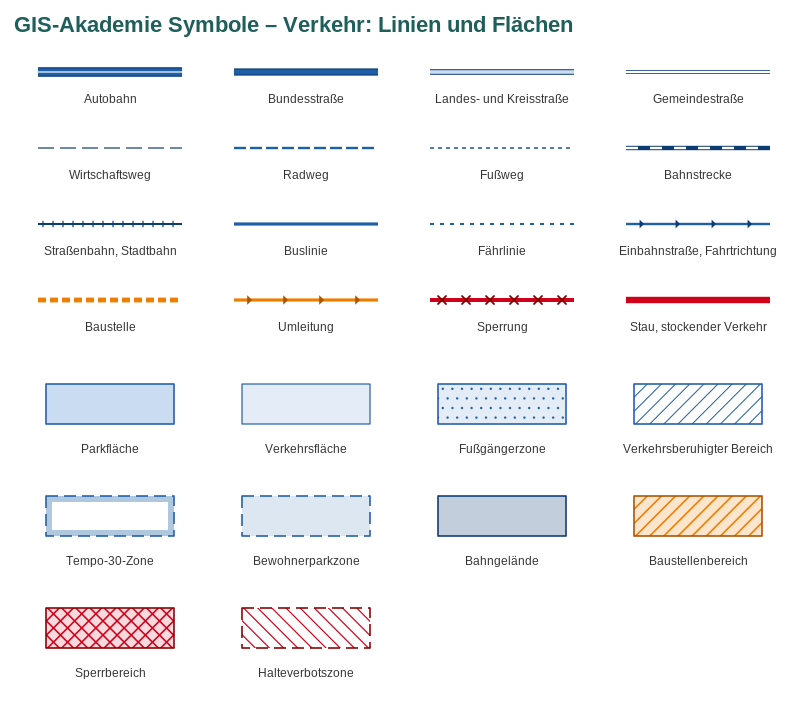 GIS-Akademie Symbole – Verkehr: Linien und Flächen
Autobahn
Bundesstraße
Landes- und Kreisstraße
Gemeindestraße
Wirtschaftsweg
Radweg
Fußweg
Bahnstrecke
Straßenbahn, Stadtbahn
Buslinie
Fährlinie
Einbahnstraße, Fahrtrichtung
Baustelle
Umleitung
Sperrung
Stau, stockender Verkehr
Parkfläche
Verkehrsfläche
Fußgängerzone
Verkehrsberuhigter Bereich
Tempo-30-Zone
Bewohnerparkzone
Bahngelände
Baustellenbereich
Sperrbereich
Halteverbotszone